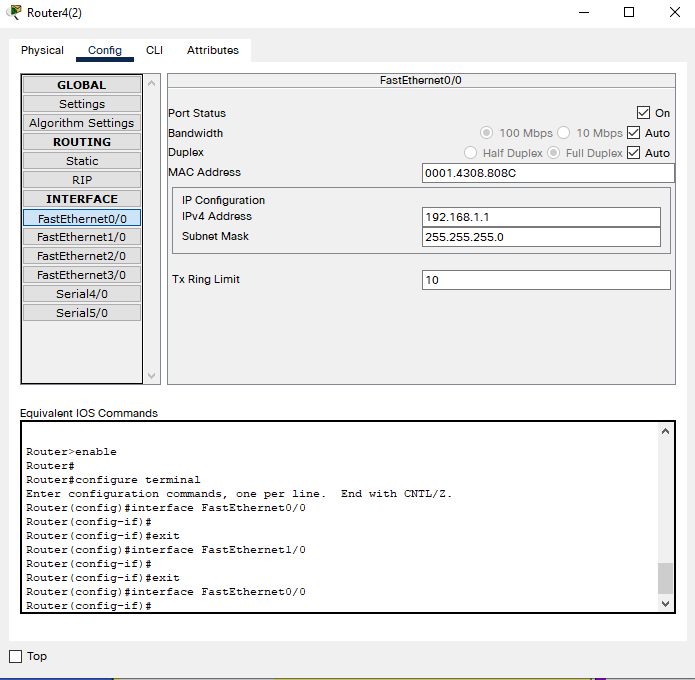 Router4(2)
Physical Config CLI Attributes
GLOBAL
Settings
Algorithm Settings
ROUTING
Static
RIP
INTERFACE
FastEthernet0/0
FastEthernet1/0
FastEthernet2/0
FastEthernet3/0
Serial4/0
Serial5/0
FastEthernet0/0
Port Status On
Bandwidth 100 Mbps 10 Mbps Auto
Duplex Half Duplex Full Duplex Auto
MAC Address 0001.4308.808C
IP Configuration
IPv4 Address 192.168.1.1
Subnet Mask 255.255.255.0
Tx Ring Limit 10
Equivalent IOS Commands
Router>enable
Router#
Router#configure terminal
Enter configuration commands, one per line. End with CNTL/Z.
Router(config)#interface FastEthernet0/0
Router(config-if)#
Router(config-if)#exit
Router(config)#interface FastEthernet1/0
Router(config-if)#
Router(config-if)#exit
Router(config)#interface FastEthernet0/0
Router(config-if)#
Top